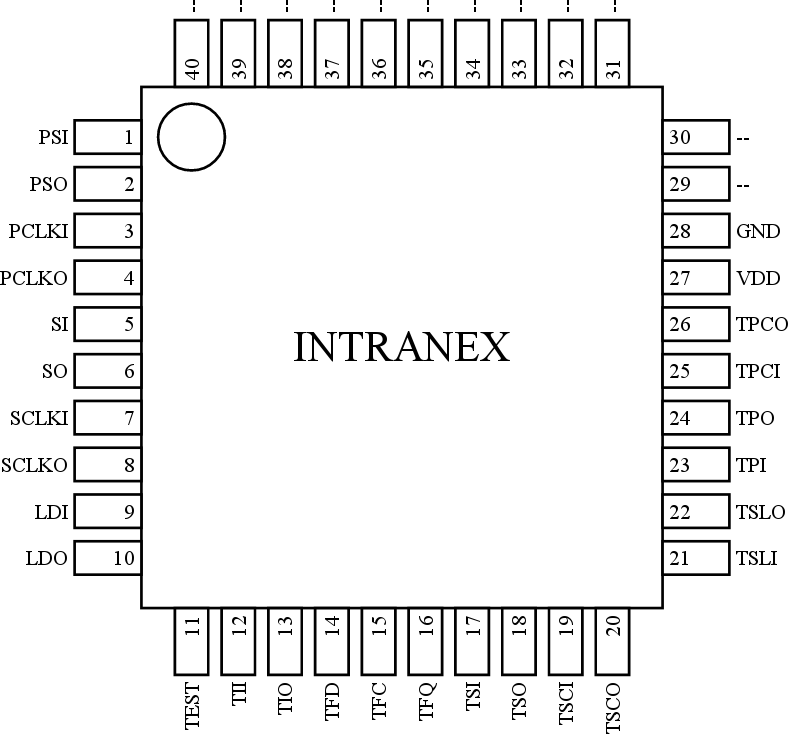 -- -- -- -- -- -- -- -- -- --
40 39 38 37 36 35 34 33 32 31
PSI 1 30 --
PSO 2 29 --
PCLKI 3 28 GND
PCLKO 4 27 VDD
SI 5 26 TPCO
INTRANEX
SO 6 25 TPCI
SCLKI 7 24 TPO
SCLKO 8 23 TPI
LDI 9 22 TSLO
LDO 10 21 TSLI
11 12 13 14 15 16 17 18 19 20
TEST TII TIO TFD TFC TFQ TSI TSO TSCI TSCO